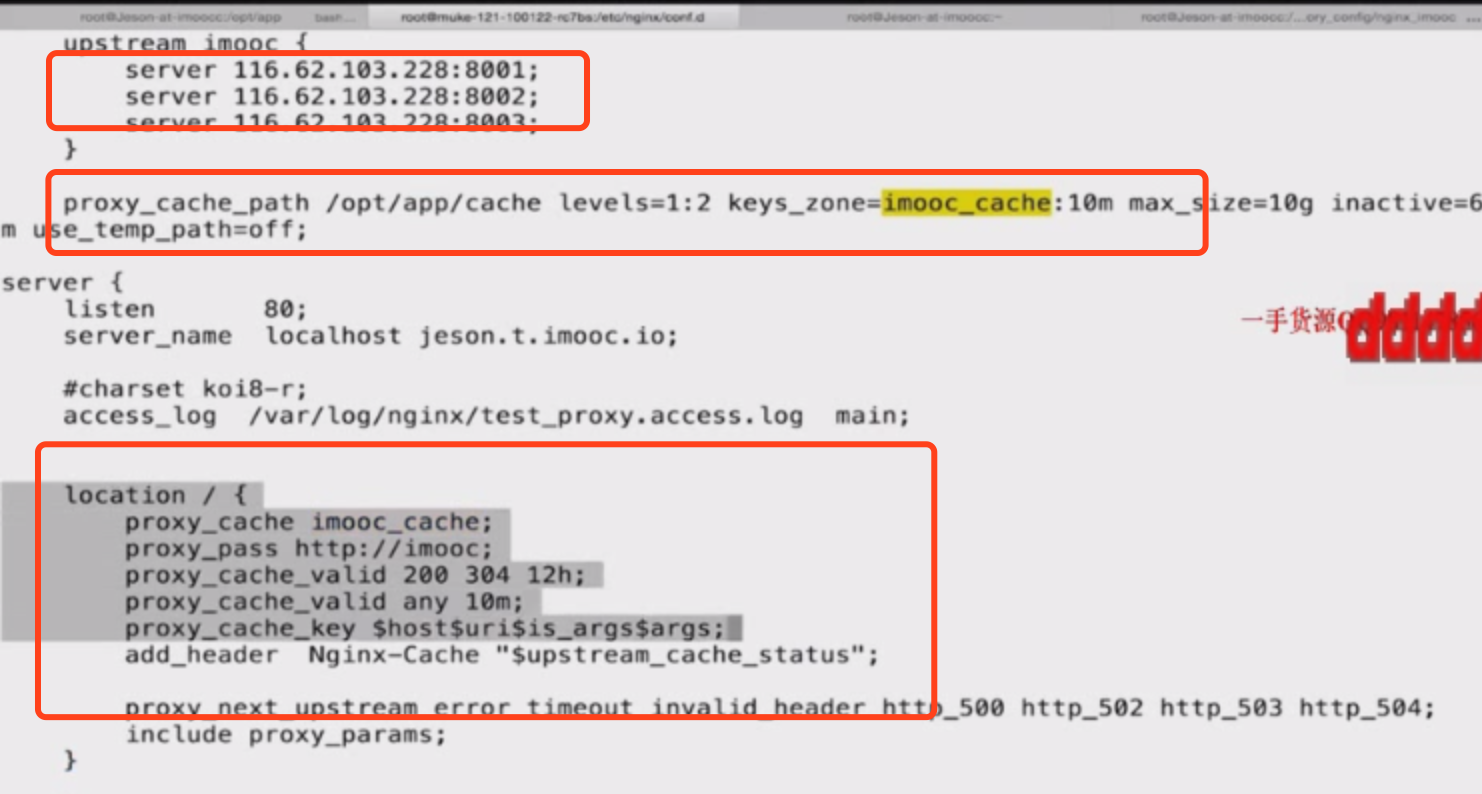 root@Jeson-at-imoocc:/opt/app bash... root@muke-121-100122-rc7bs:/etc/nginx/conf.d root@Jeson-at-imoocc:~ root@Jeson-at-imoocc:/...ory_config/nginx_imooc ...
upstream imooc {
server 116.62.103.228:8001;
server 116.62.103.228:8002;
server 116.62.103.228:8003;
}
proxy_cache_path /opt/app/cache levels=1:2 keys_zone=imooc_cache:10m max_size=10g inactive=6
m use_temp_path=off;
server {
listen 80;
server_name localhost jeson.t.imooc.io;
一手货源
dddd
#charset koi8-r;
access_log /var/log/nginx/test_proxy.access.log main;
location / {
proxy_cache imooc_cache;
proxy_pass http://imooc;
proxy_cache_valid 200 304 12h;
proxy_cache_valid any 10m;
proxy_cache_key $host$uri$is_args$args;
add_header Nginx-Cache "$upstream_cache_status";
proxy_next_upstream error timeout invalid_header http_500 http_502 http_503 http_504;
include proxy_params;
}